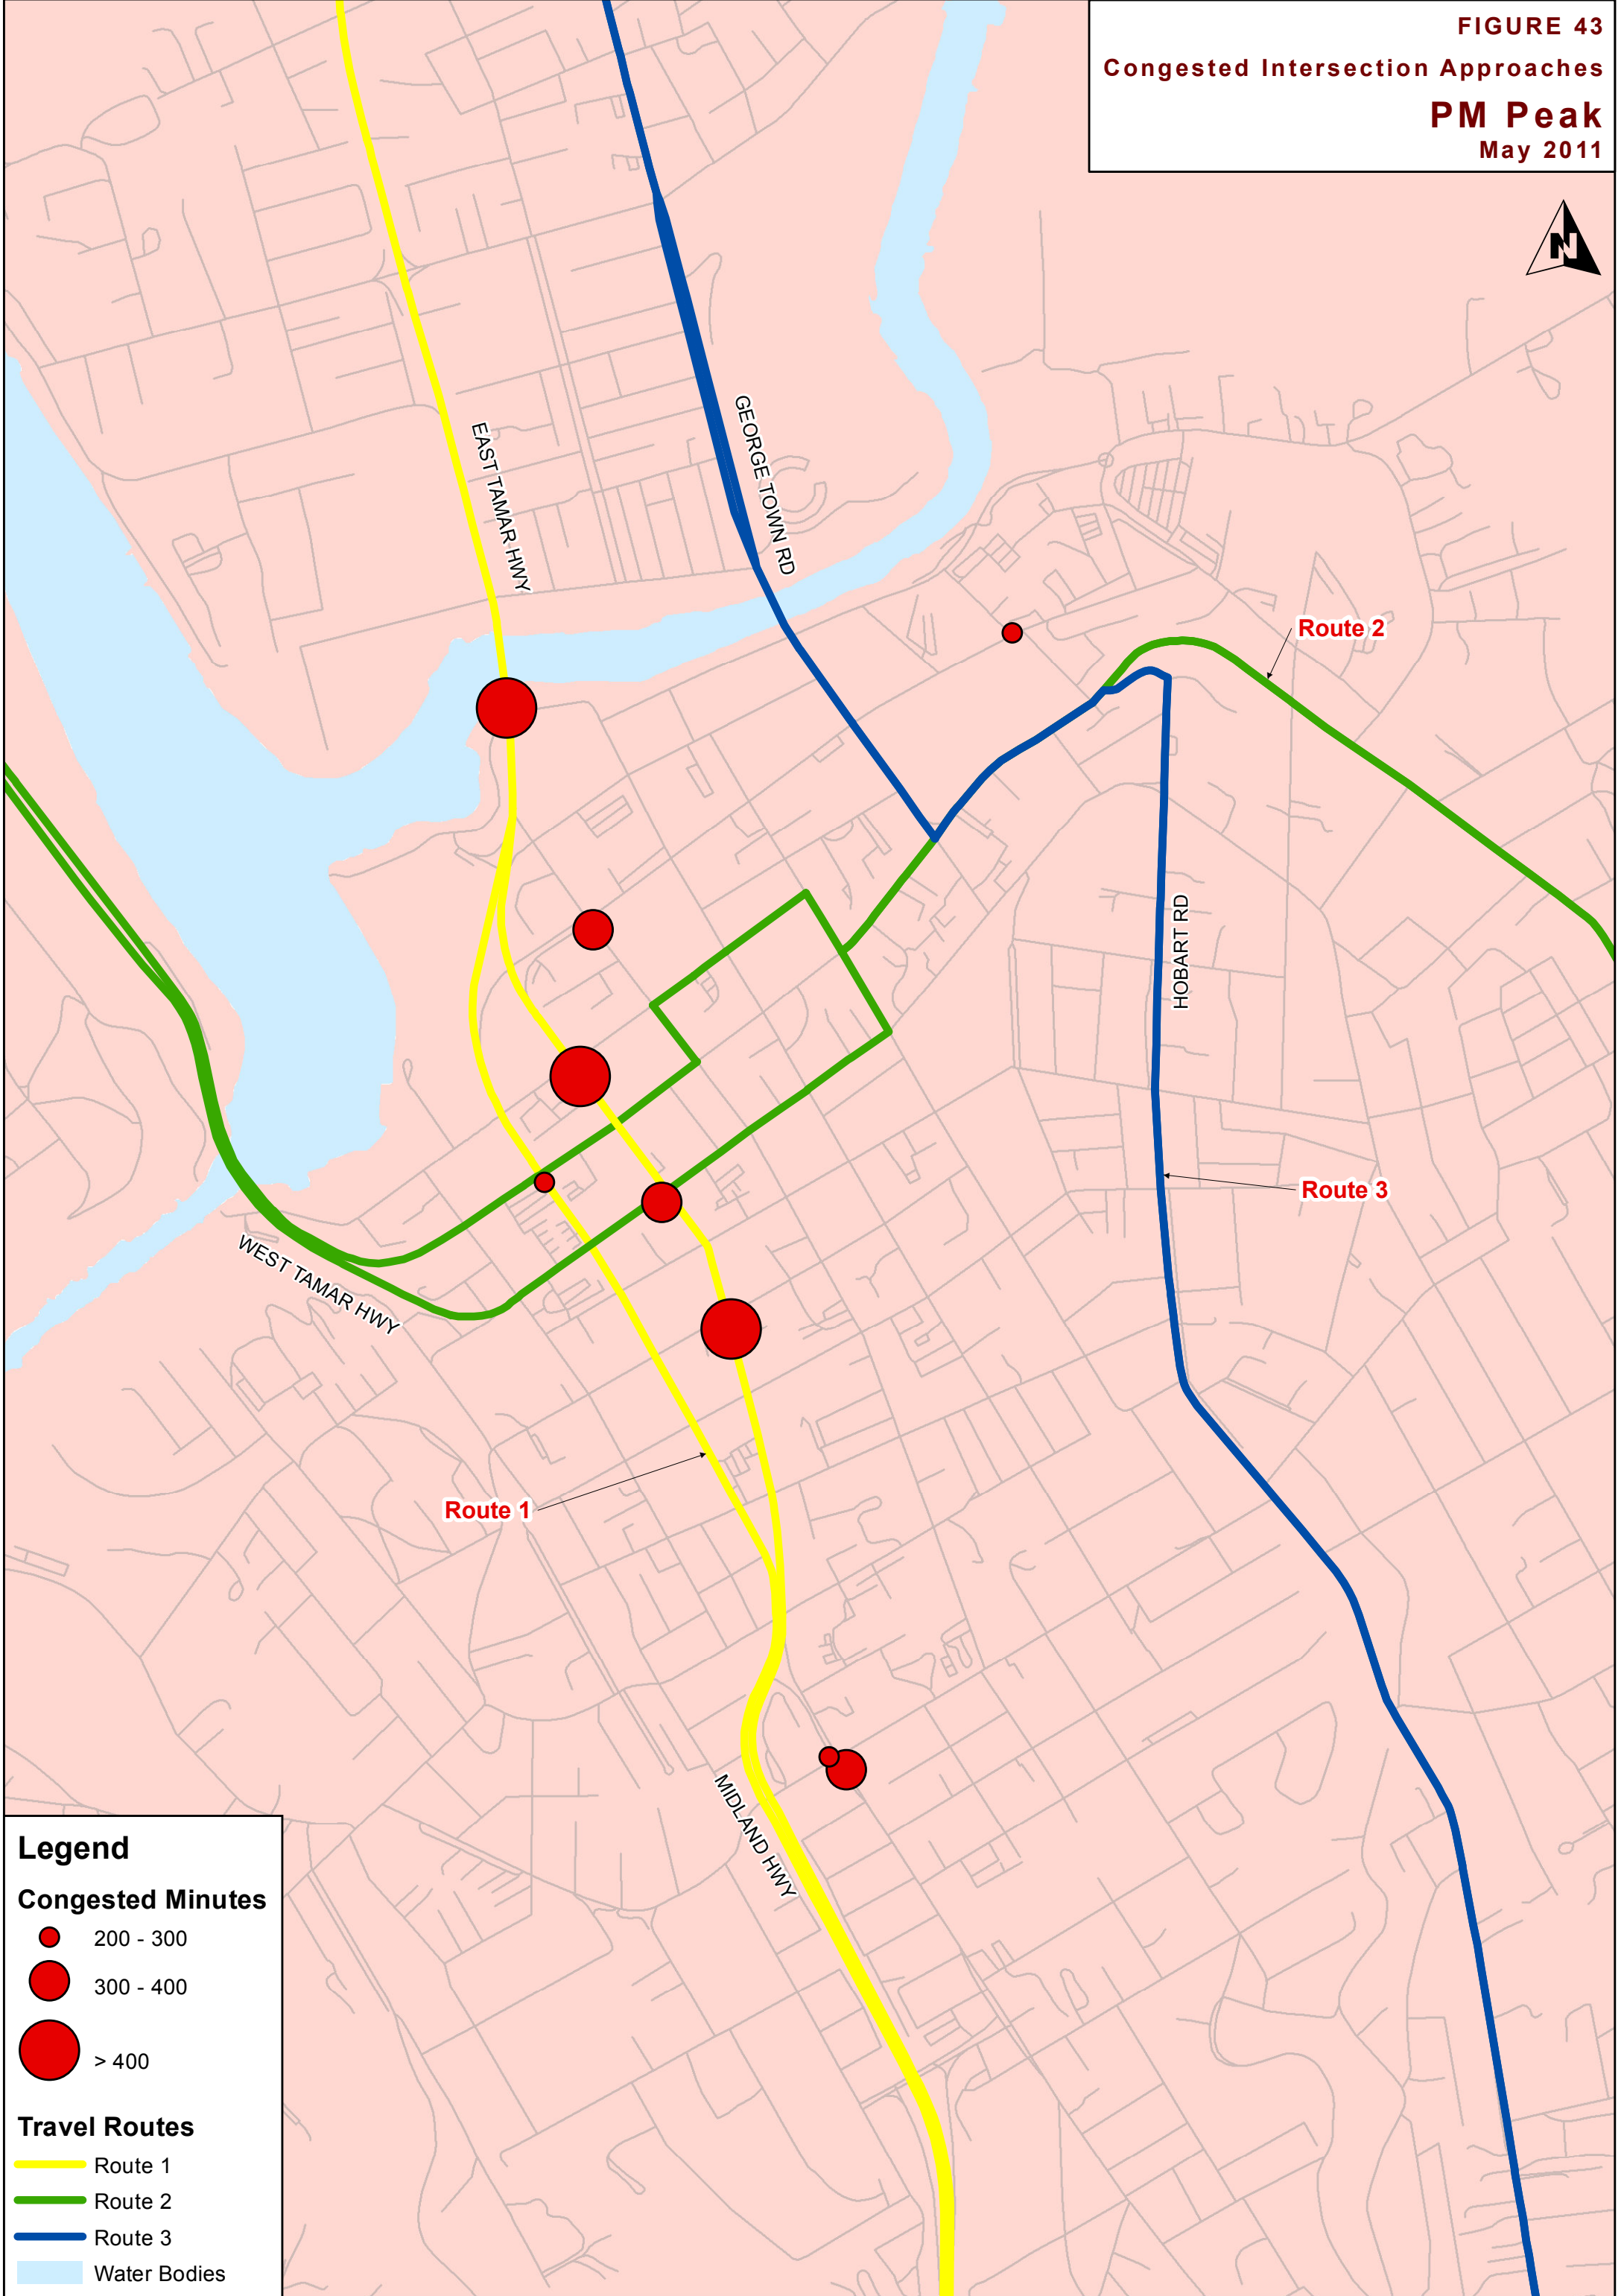 FIGURE 43
Congested Intersection Approaches
PM Peak
May 2011
N
EAST TAMAR HWY
GEORGE TOWN RD
Route 2
HOBART RD
Route 3
WEST TAMAR HWY
Route 1
MIDLAND HWY
Legend
Congested Minutes
200 - 300
300 - 400
> 400
Travel Routes
Route 1
Route 2
Route 3
Water Bodies